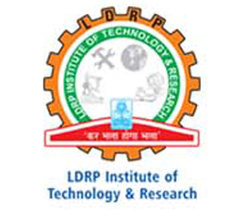 LDRP
LDRP INSTITUTE OF TECHNOLOGY & RESEARCH
"कर भला होगा भला"
LDRP Institute of
Technology & Research